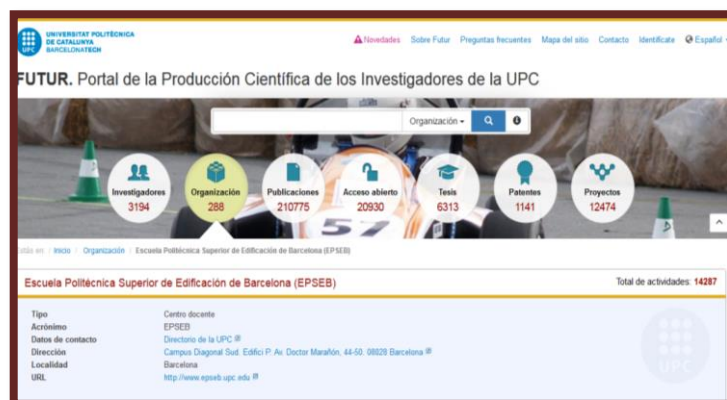 UNIVERSITAT POLITÈCNICA
DE CATALUNYA
BARCELONATECH
UPC
Novedades Sobre Futur Preguntas frecuentes Mapa del sitio Contacto Identifícate Español
FUTUR. Portal de la Producción Científica de los Investigadores de la UPC
Organización
Investigadores
3194
Organización
288
Publicaciones
210775
Acceso abierto
20930
Tesis
6313
Patentes
1141
Proyectos
12474
57
Estás en: / Inicio / Organización / Escuela Politécnica Superior de Edificación de Barcelona (EPSEB)
Escuela Politécnica Superior de Edificación de Barcelona (EPSEB) Total de actividades: 14287
Tipo Centro docente
Acrónimo EPSEB
Datos de contacto Directorio de la UPC
Dirección Campus Diagonal Sud. Edifici P. Av. Doctor Marañón, 44-50. 08028 Barcelona
Localidad Barcelona
URL http://www.epseb.upc.edu
UPC